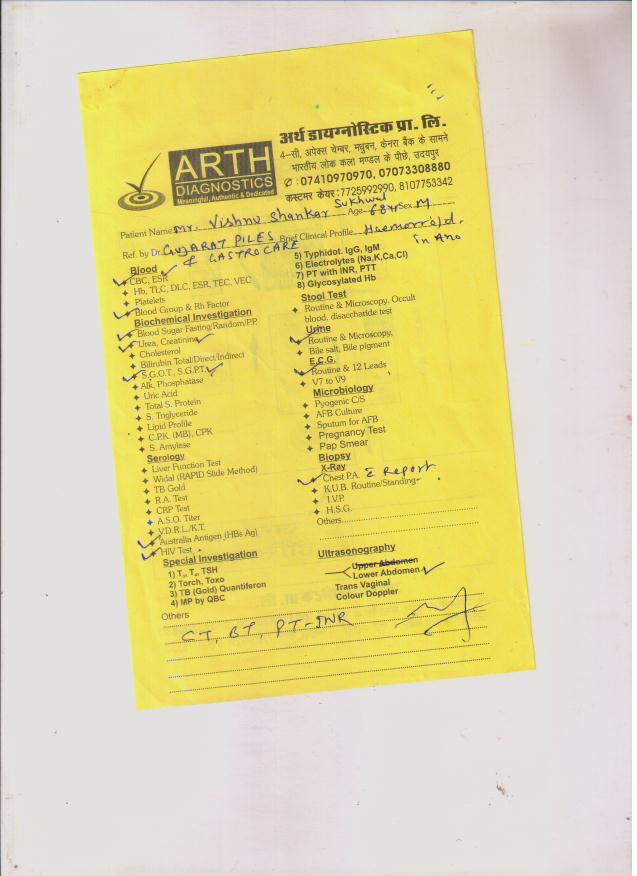 अर्थ डायग्नोस्टिक प्रा. लि.
ARTH
DIAGNOSTICS
Meaningful, Authentic & Dedicated
4-सी, अपेक्स चेम्बर, मधुबन, केनरा बैंक के सामने
भारतीय लोक कला मण्डल के पीछे, उदयपुर
✆ : 07410970970, 07073308880
कस्टमर केयर : 7725992990, 8107753342
Patient Name Mr. Vishnu Shankar Sukhwal Age 68Y Sex M
Ref. by Dr. GUJARAT PILES & GASTROCARE
Brief Clinical Profile Haemorroid. in Ano
Blood
CBC, ESR
Hb, TLC, DLC, ESR, TEC, VEC
Platelets
Blood Group & Rh Factor
Biochemical Investigation
Blood Sugar Fasting/Random/P.P.
Urea, Creatinine
Cholesterol
Bilirubin Total/Direct/Indirect
S.G.O.T., S.G.P.T.
Alk, Phosphatase
Uric Acid
Total S. Protein
S. Triglyceride
Lipid Profile
C.P.K. (MB), CPK
S. Amylase
Serology
Liver Function Test
Widal (RAPID Slide Method)
TB Gold
R.A. Test
CRP Test
A.S.O. Titer
V.D.R.L./K.T.
Australia Antigen (HBs Ag)
HIV Test
Special Investigation
1) T₃, T₄, TSH
2) Torch, Toxo
3) TB (Gold) Quantiferon
4) MP by QBC
5) Typhidot. IgG, IgM
6) Electrolytes (Na,K,Ca,Cl)
7) PT with INR, PTT
8) Glycosylated Hb
Stool Test
Routine & Microscopy, Occult
blood, disaccharide test
Urine
Routine & Microscopy,
Bile salt, Bile pigment
E.C.G.
Routine & 12 Leads
V7 to V9
Microbiology
Pyogenic C/S
AFB Culture
Sputum for AFB
Pregnancy Test
Pap Smear
Biopsy
X-Ray
Chest P.A. c̄ Report
K.U.B. Routine/Standing
I.V.P.
H.S.G.
Others
Ultrasonography
Upper Abdomen
Lower Abdomen
Trans Vaginal
Colour Doppler
Others
CT, BT, PT-INR